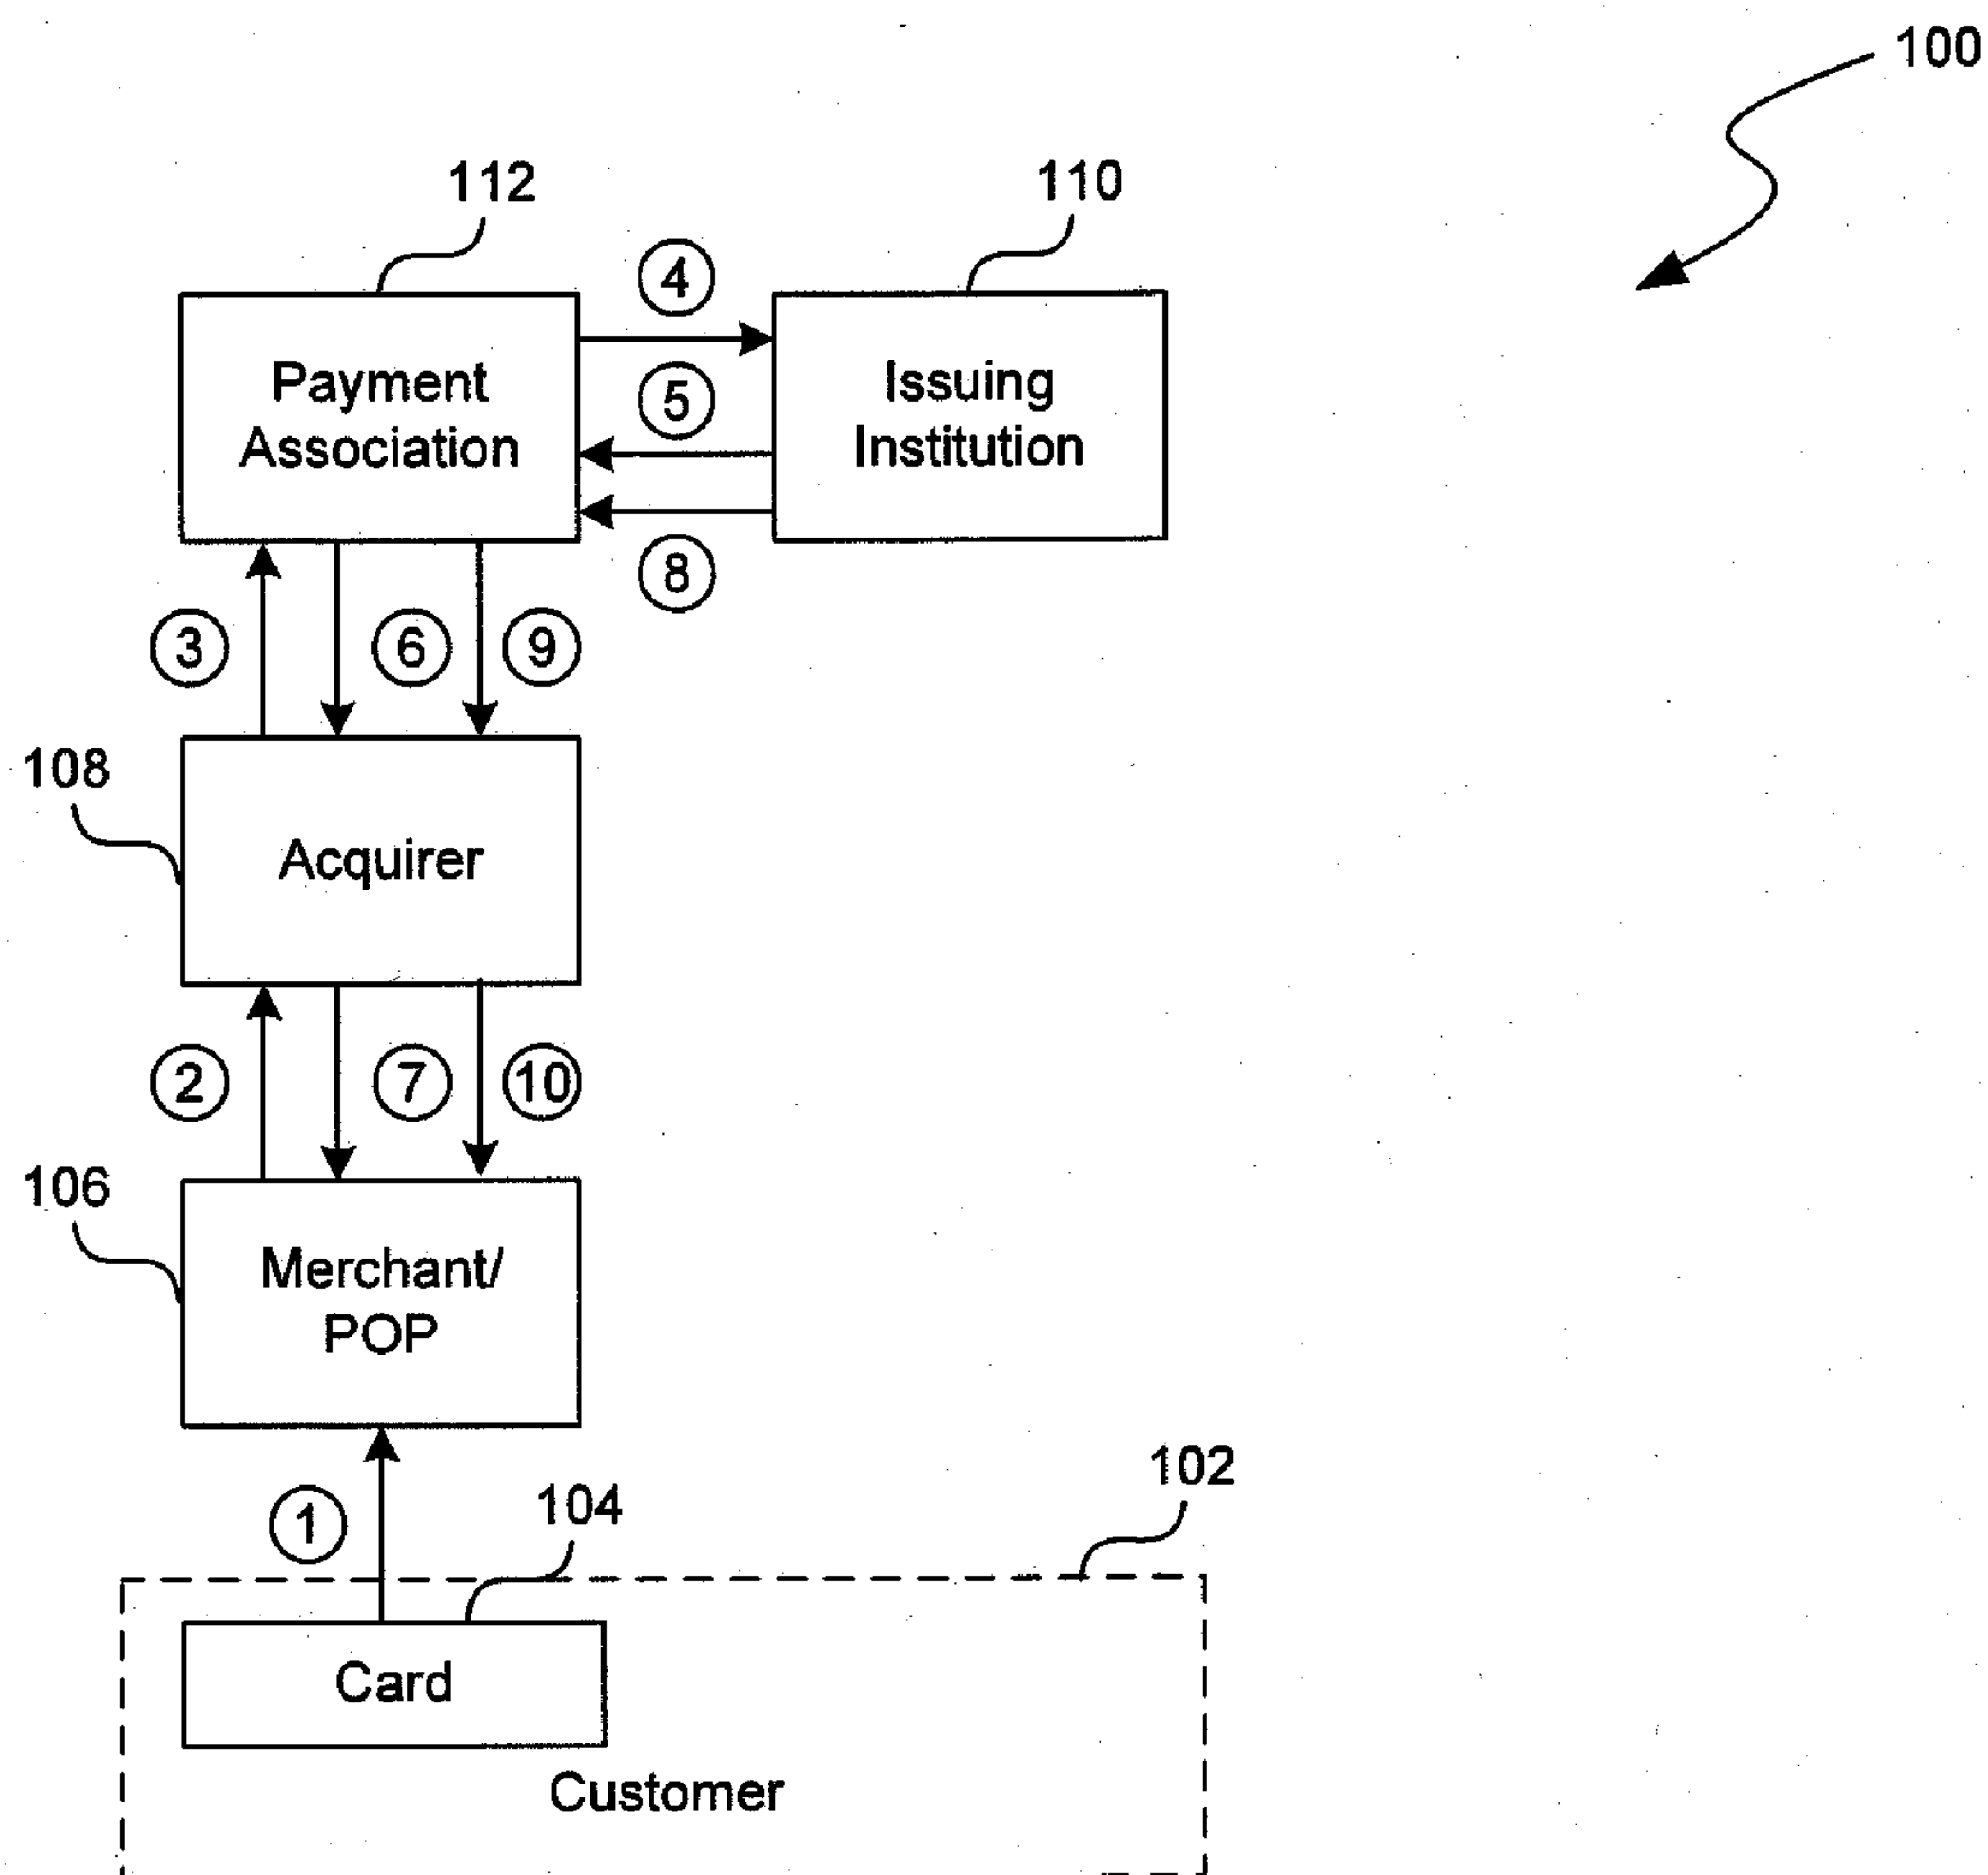 100
112
110
④
Payment
Association
⑤
Issuing
Institution
⑧
③
⑥
⑨
108
Acquirer
②
⑦
⑩
106
Merchant/
POP
102
①
104
Card
Customer